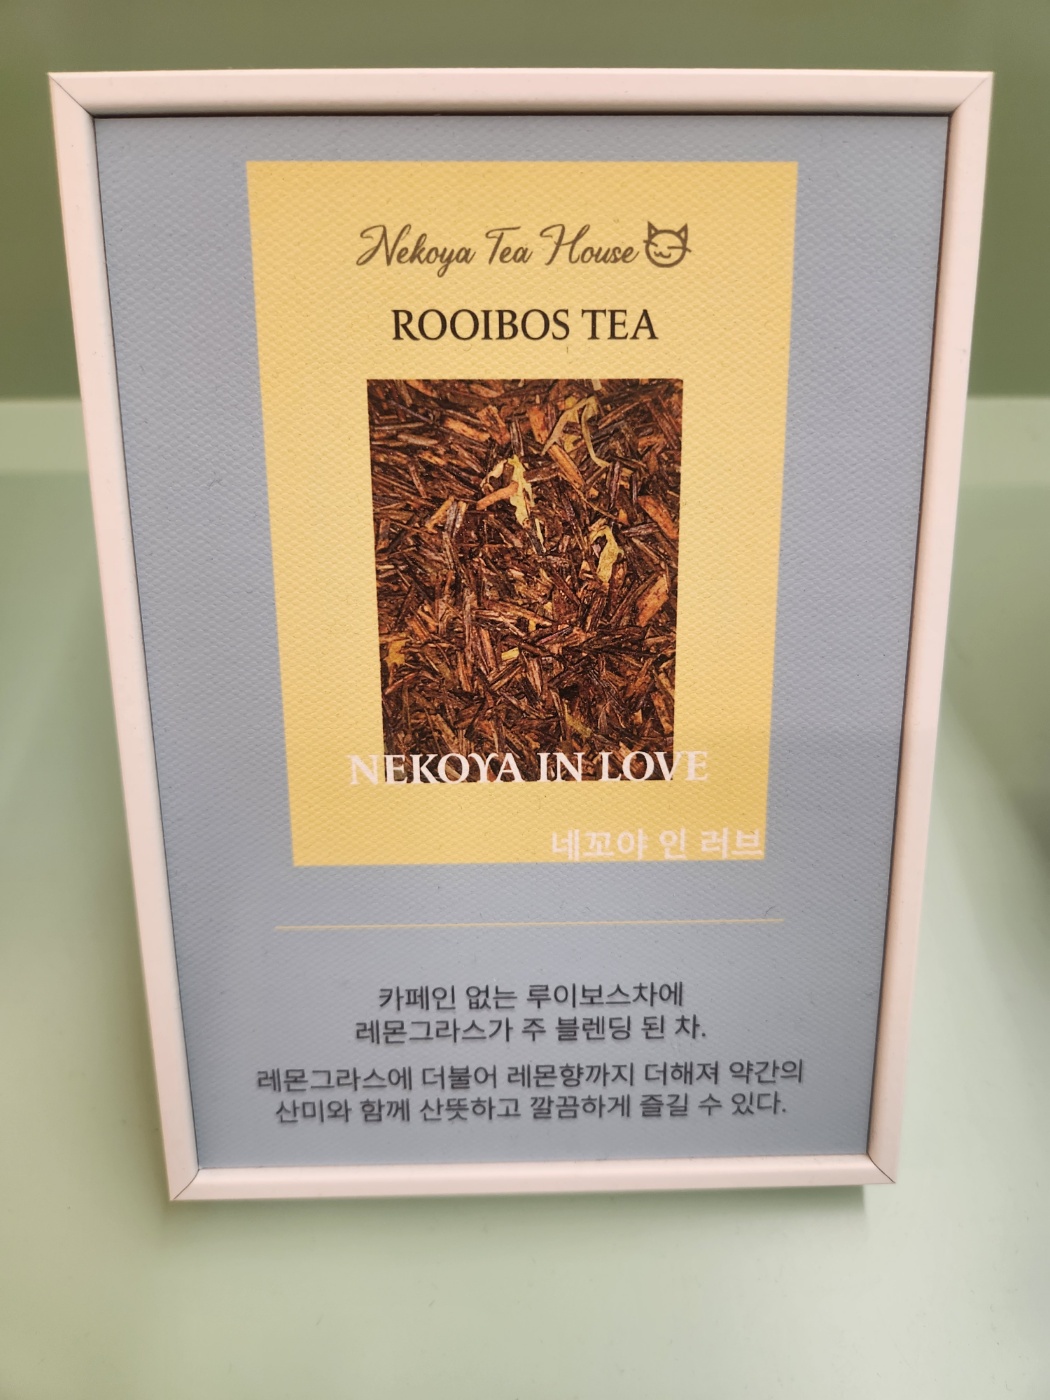 Nekoya Tea House
ROOIBOS TEA
NEKOYA IN LOVE
네꼬야 인 러브
카페인 없는 루이보스차에
레몬그라스가 주 블렌딩 된 차.
레몬그라스에 더불어 레몬향까지 더해져 약간의
산미와 함께 산뜻하고 깔끔하게 즐길 수 있다.